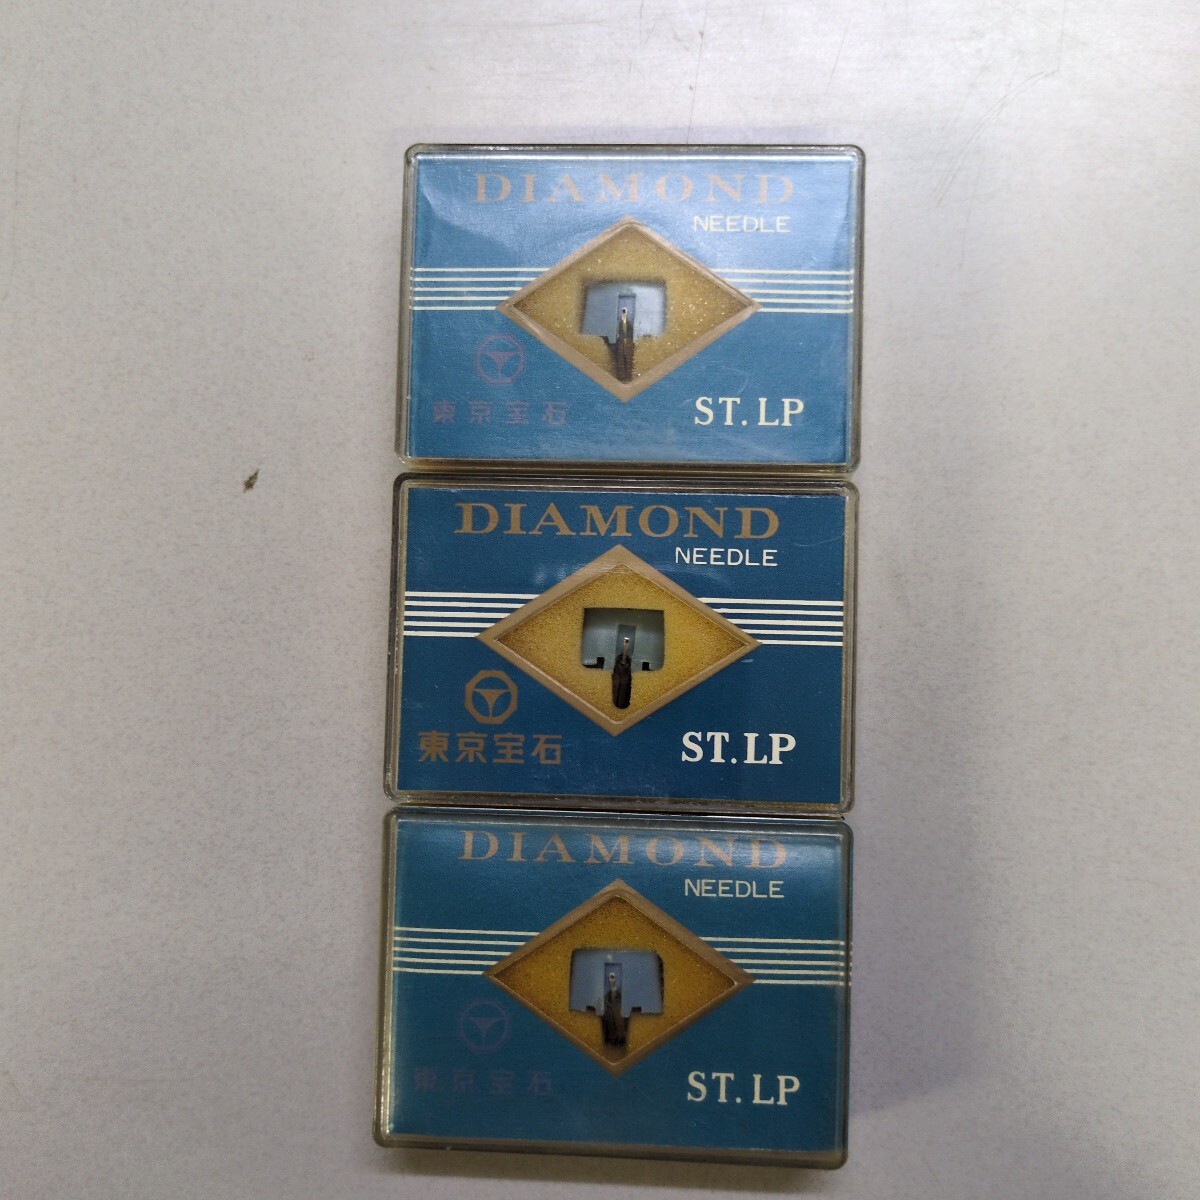 DIAMOND
NEEDLE
東京宝石
ST. LP
DIAMOND
NEEDLE
東京宝石
ST. LP
DIAMOND
NEEDLE
東京宝石
ST. LP